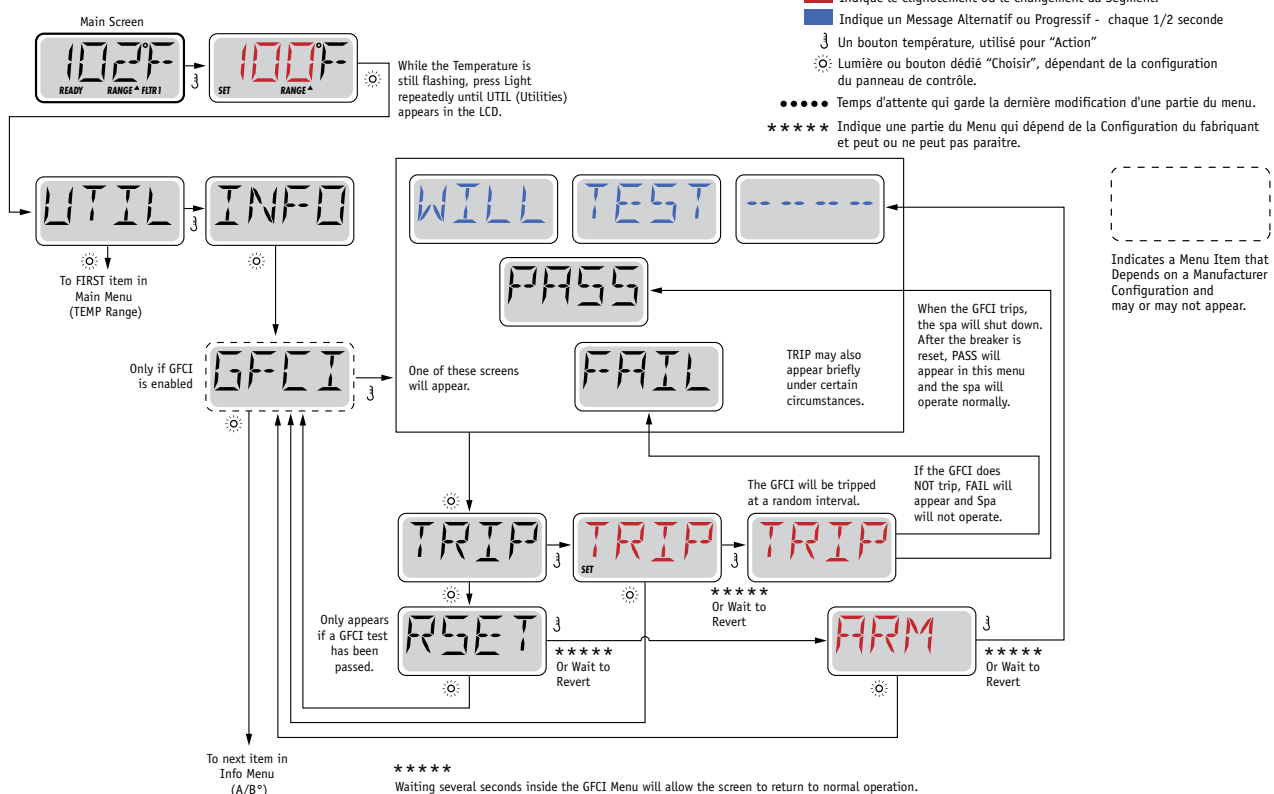 Main Screen
102°F
READY RANGE FLTR1
100°F
SET RANGE
While the Temperature is
still flashing, press Light
repeatedly until UTIL (Utilities)
appears in the LCD.
Indique le clignotement ou le changement du Segment.
Indique un Message Alternatif ou Progressif - chaque 1/2 seconde
Un bouton température, utilisé pour “Action”
Lumière ou bouton dédié “Choisir”, dépendant de la configuration
du panneau de contrôle.
••••• Temps d'attente qui garde la dernière modification d'une partie du menu.
***** Indique une partie du Menu qui dépend de la Configuration du fabriquant
et peut ou ne peut pas paraitre.
UTIL
INFO
To FIRST item in
Main Menu
(TEMP Range)
WILL
TEST
-- -- -- --
PASS
FAIL
Indicates a Menu Item that
Depends on a Manufacturer
Configuration and
may or may not appear.
Only if GFCI
is enabled
GFCI
One of these screens
will appear.
TRIP may also
appear briefly
under certain
circumstances.
When the GFCI trips,
the spa will shut down.
After the breaker is
reset, PASS will
appear in this menu
and the spa will
operate normally.
The GFCI will be tripped
at a random interval.
If the GFCI does
NOT trip, FAIL will
appear and Spa
will not operate.
TRIP
TRIP
SET
TRIP
*****
Or Wait to
Revert
Only appears
if a GFCI test
has been
passed.
RSET
*****
Or Wait to
Revert
ARM
*****
Or Wait to
Revert
To next item in
Info Menu
(A/B°)
*****
Waiting several seconds inside the GFCI Menu will allow the screen to return to normal operation.